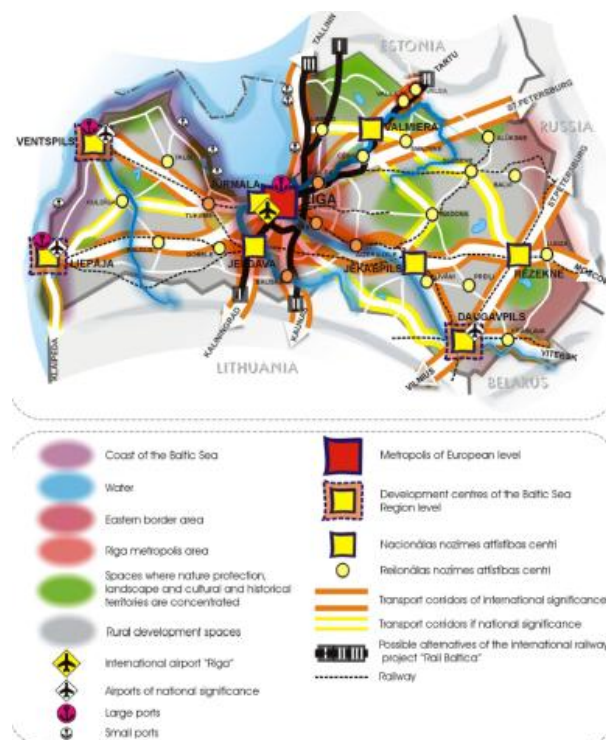 TALLINN
ESTONIA
TARTU
ST.PETERSBURG
RUSSIA
VALMIERA
VENTSPILS
JŪRMALA
RIGA
ST.PETERSBURG
LIEPĀJA
JELGAVA
JĒKABPILS
RĒZEKNE
MOSCOW
DAUGAVPILS
KLAIPEDA
KALININGRAD
KAUNAS
LITHUANIA
VILNIUS
VITEBSK
BELARUS
Coast of the Baltic Sea
Water
Eastern border area
Riga metropolis area
Spaces where nature protection,
landscape and cultural and historical
territories are concentrated
Rural development spaces
International airport "Riga"
Airports of national significance
Large ports
Small ports
Metropolis of European level
Development centres of the Baltic Sea
Region level
Nacionālas nozīmes attīstības centri
Reģionālas nozīmes attīstības centri
Transport corridors of international significance
Transport corridors if national significance
Possible alternatives of the international railway
project "Rail Baltica"
Railway